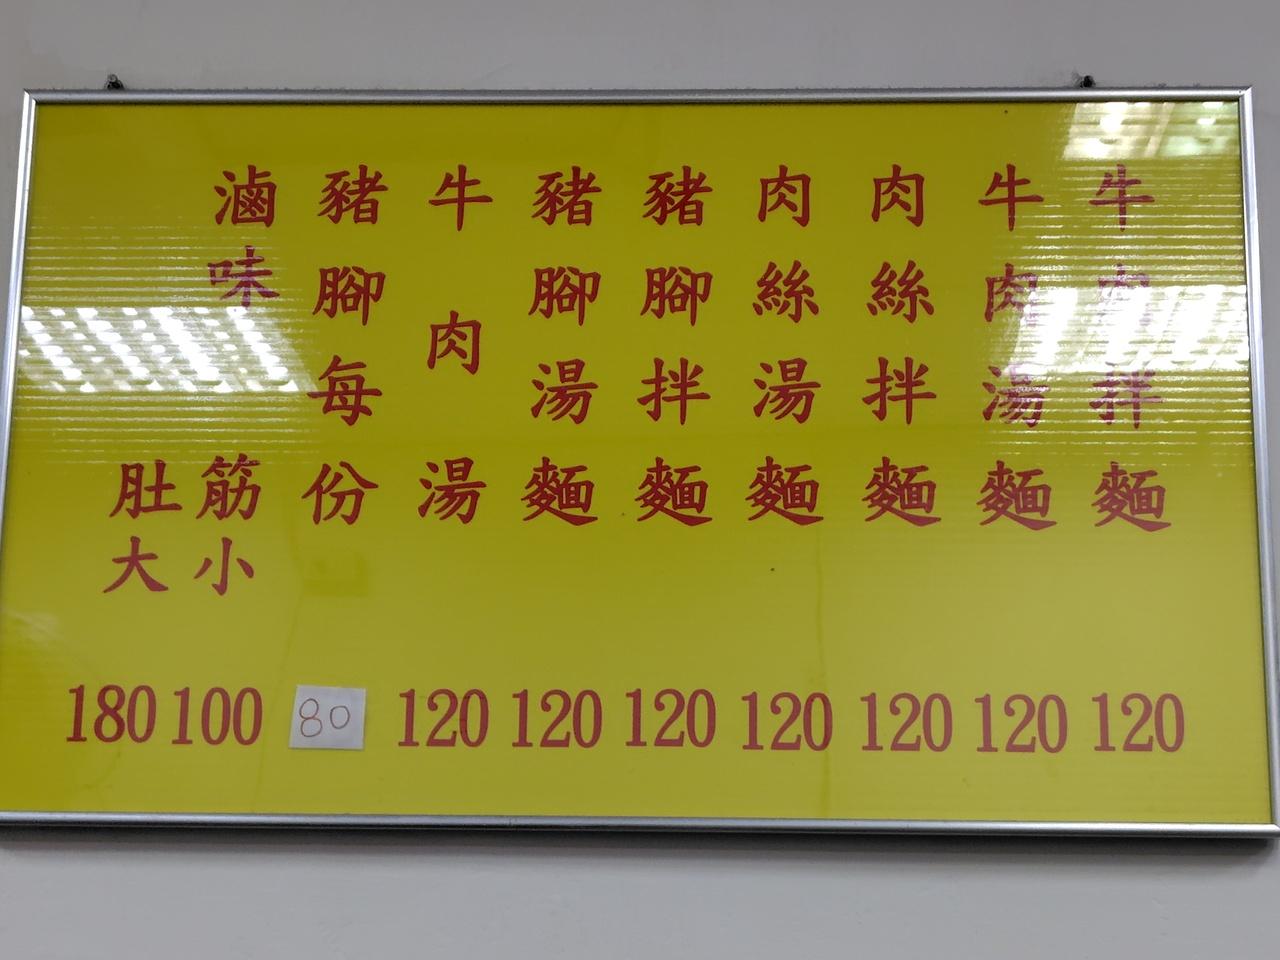 牛肉拌麵 120
牛肉湯麵 120
肉絲拌麵 120
肉絲湯麵 120
豬腳拌麵 120
豬腳湯麵 120
牛肉湯 120
豬腳每份 80
滷味
筋肚
小 100
大 180